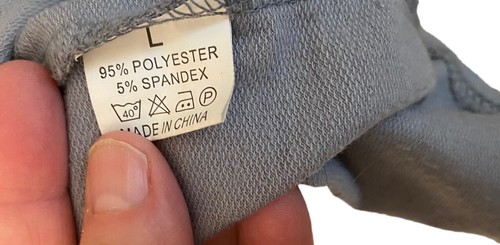 L
95% POLYESTER
5% SPANDEX
40° P
MADE IN CHINA